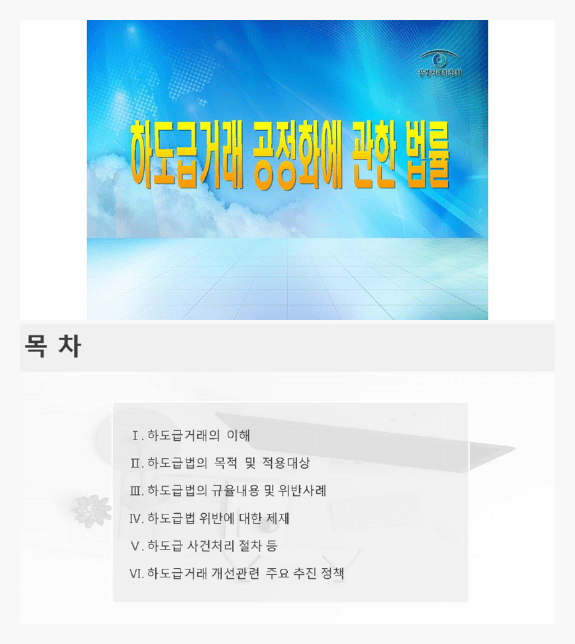 하도급거래 공정화에 관한 법률
목 차
Ⅰ. 하도급거래의 이해
Ⅱ. 하도급법의 목적 및 적용대상
Ⅲ. 하도급법의 규율내용 및 위반사례
Ⅳ. 하도급법 위반에 대한 제재
Ⅴ. 하도급 사건처리 절차 등
Ⅵ. 하도급거래 개선관련 주요 추진 정책